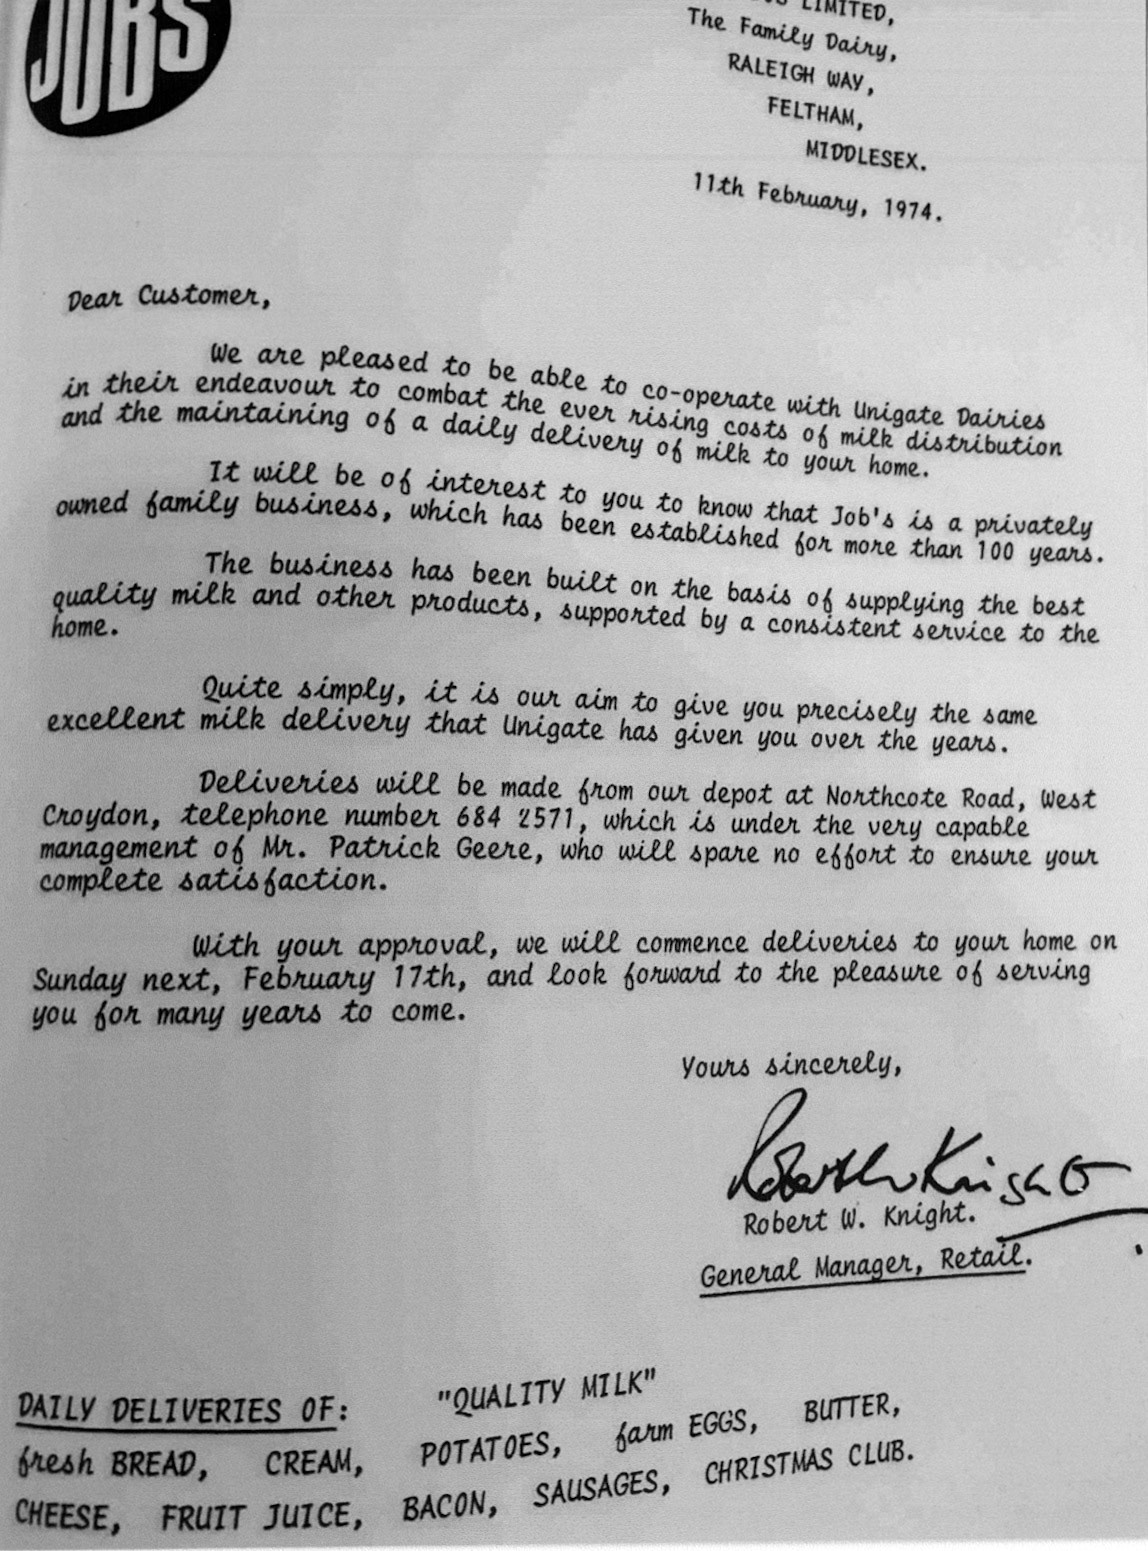 JOBS
LIMITED,
The Family Dairy,
RALEIGH WAY,
FELTHAM,
MIDDLESEX.
11th February, 1974.
Dear Customer,
We are pleased to be able to co-operate with Unigate Dairies
in their endeavour to combat the ever rising costs of milk distribution
and the maintaining of a daily delivery of milk to your home.
It will be of interest to you to know that Job's is a privately
owned family business, which has been established for more than 100 years.
The business has been built on the basis of supplying the best
quality milk and other products, supported by a consistent service to the
home.
Quite simply, it is our aim to give you precisely the same
excellent milk delivery that Unigate has given you over the years.
Deliveries will be made from our depot at Northcote Road, West
Croydon, telephone number 684 2571, which is under the very capable
management of Mr. Patrick Geere, who will spare no effort to ensure your
complete satisfaction.
With your approval, we will commence deliveries to your home on
Sunday next, February 17th, and look forward to the pleasure of serving
you for many years to come.
Yours sincerely,
Robert W Knight
Robert W. Knight.
General Manager, Retail.
DAILY DELIVERIES OF: "QUALITY MILK"
fresh BREAD, CREAM, POTATOES, farm EGGS, BUTTER,
CHEESE, FRUIT JUICE, BACON, SAUSAGES, CHRISTMAS CLUB.